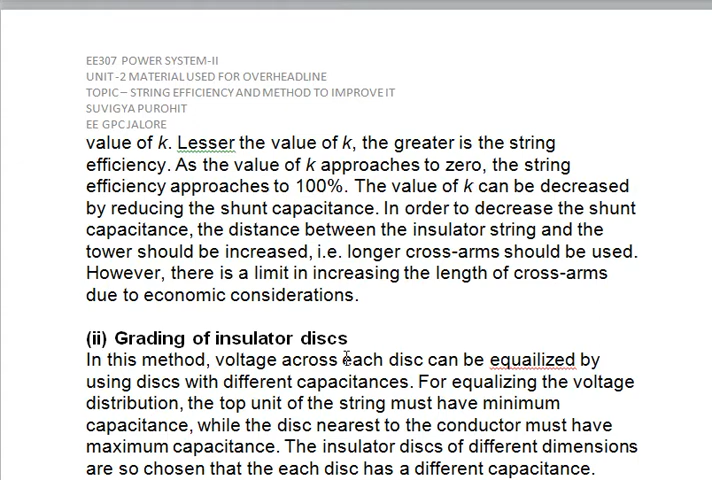 EE307 POWER SYSTEM-II
UNIT-2 MATERIAL USED FOR OVERHEADLINE
TOPIC – STRING EFFICIENCY AND METHOD TO IMPROVE IT
SUVIGYA PUROHIT
EE GPC JALORE
value of k. Lesser the value of k, the greater is the string
efficiency. As the value of k approaches to zero, the string
efficiency approaches to 100%. The value of k can be decreased
by reducing the shunt capacitance. In order to decrease the shunt
capacitance, the distance between the insulator string and the
tower should be increased, i.e. longer cross-arms should be used.
However, there is a limit in increasing the length of cross-arms
due to economic considerations.
(ii) Grading of insulator discs
In this method, voltage across each disc can be equailized by
using discs with different capacitances. For equalizing the voltage
distribution, the top unit of the string must have minimum
capacitance, while the disc nearest to the conductor must have
maximum capacitance. The insulator discs of different dimensions
are so chosen that the each disc has a different capacitance.